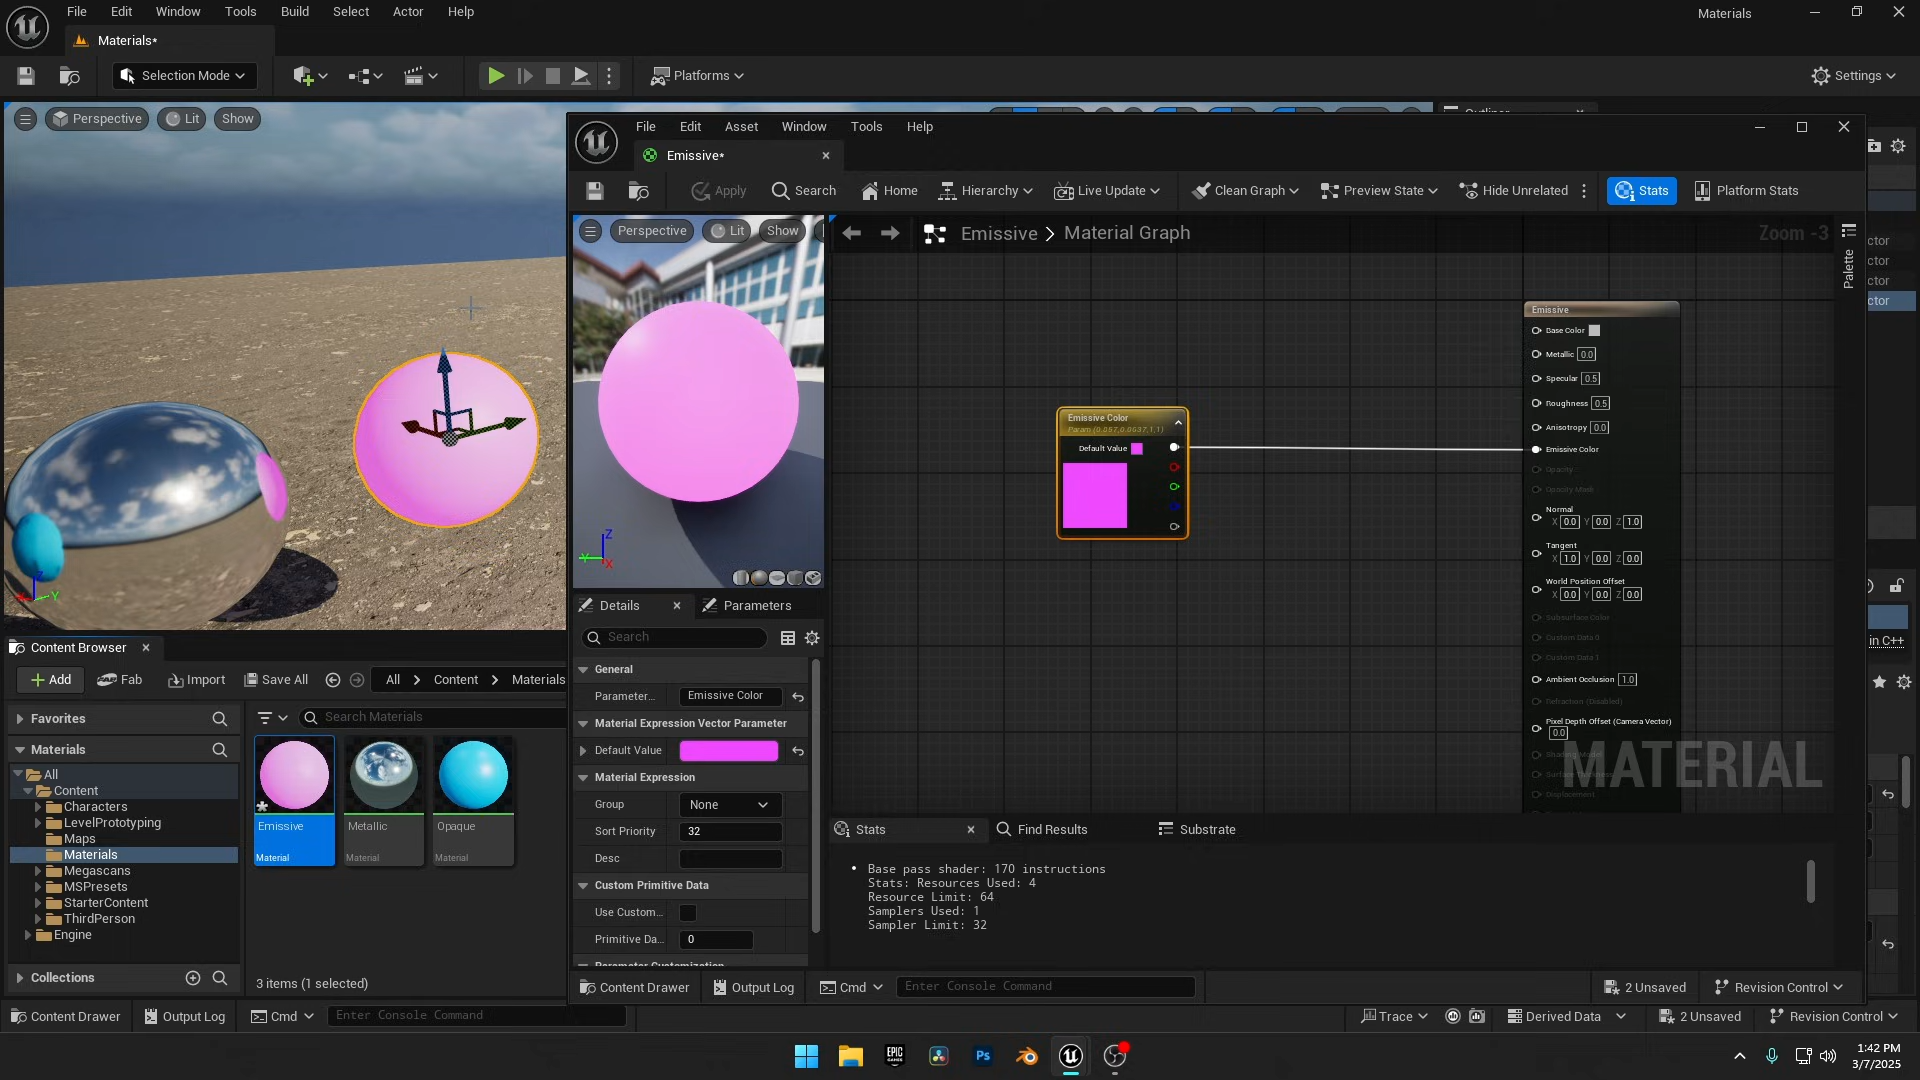 File Edit Window Tools Build Select Actor Help
Materials
Materials*
Selection Mode
Platforms
Settings
Perspective Lit Show
File Edit Asset Window Tools Help
Emissive*
Apply Search Home Hierarchy Live Update Clean Graph Preview State Hide Unrelated Stats Platform Stats
Perspective Lit Show
Emissive > Material Graph
Zoom -3
Palette
ctor
ctor
ctor
ctor
in C++
Emissive Color
Default Value
Emissive
Base Color
Metallic 0.0
Specular 0.5
Roughness 0.5
Anisotropy 0.0
Emissive Color
Opacity
Opacity Mask
Normal
X 0.0 Y 0.0 Z 1.0
Tangent
X 1.0 Y 0.0 Z 0.0
World Position Offset
X 0.0 Y 0.0 Z 0.0
Subsurface Color
Custom Data 0
Custom Data 1
Ambient Occlusion 1.0
Refraction (Disabled)
Pixel Depth Offset (Camera Vector)
0.0
Shading Model
Surface Thickness
Displacement
MATERIAL
Z
Y
X
Z
X
Y
Details Parameters
Search
General
Parameter... Emissive Color
Material Expression Vector Parameter
Default Value
Material Expression
Group None
Sort Priority 32
Desc
Custom Primitive Data
Use Custom...
Primitive Da... 0
Stats Find Results Substrate
• Base pass shader: 170 instructions
Stats: Resources Used: 4
Resource Limit: 64
Samplers Used: 1
Sampler Limit: 32
Content Drawer Output Log Cmd Enter Console Command 2 Unsaved Revision Control
Content Browser
Add Fab Import Save All All > Content > Materials
Favorites
Search Materials
Materials
All
Content
Characters
LevelPrototyping
Maps
Materials
Megascans
MSPresets
StarterContent
ThirdPerson
Engine
Collections
Emissive
Material
Metallic
Material
Opaque
Material
3 items (1 selected)
Content Drawer Output Log Cmd Enter Console Command Trace Derived Data 2 Unsaved Revision Control
EPIC
GAMES
Ps
1:42 PM
3/7/2025